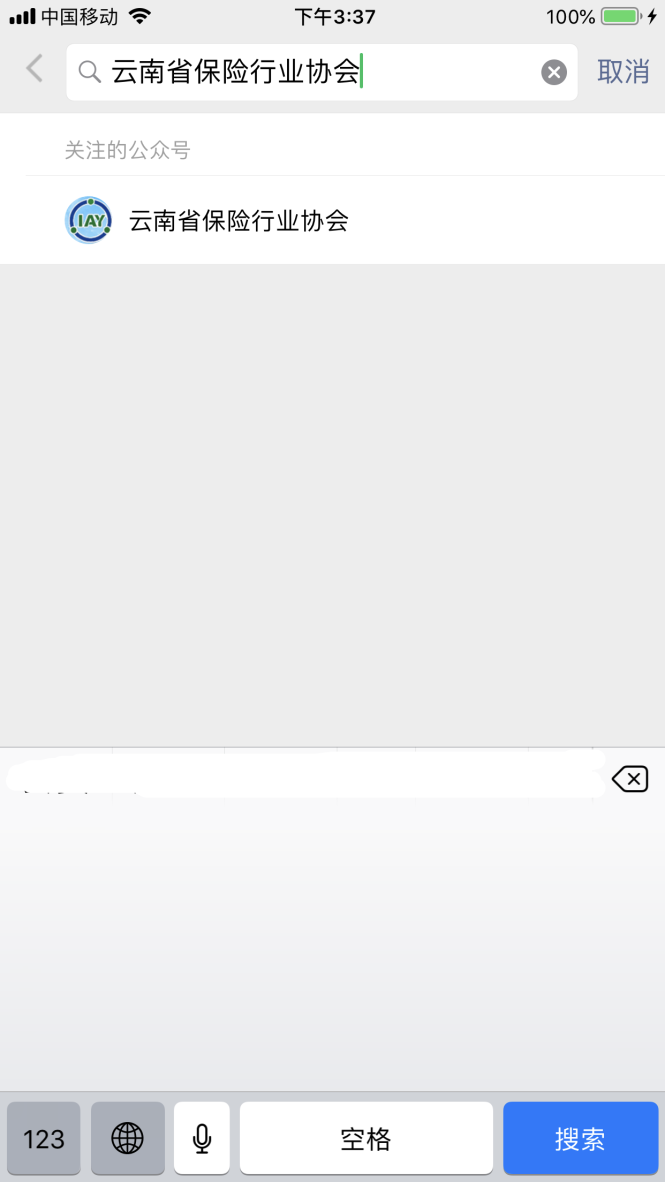 中国移动 下午3:37 100%
云南省保险行业协会 取消
关注的公众号
IAY 云南省保险行业协会
123 空格 搜索